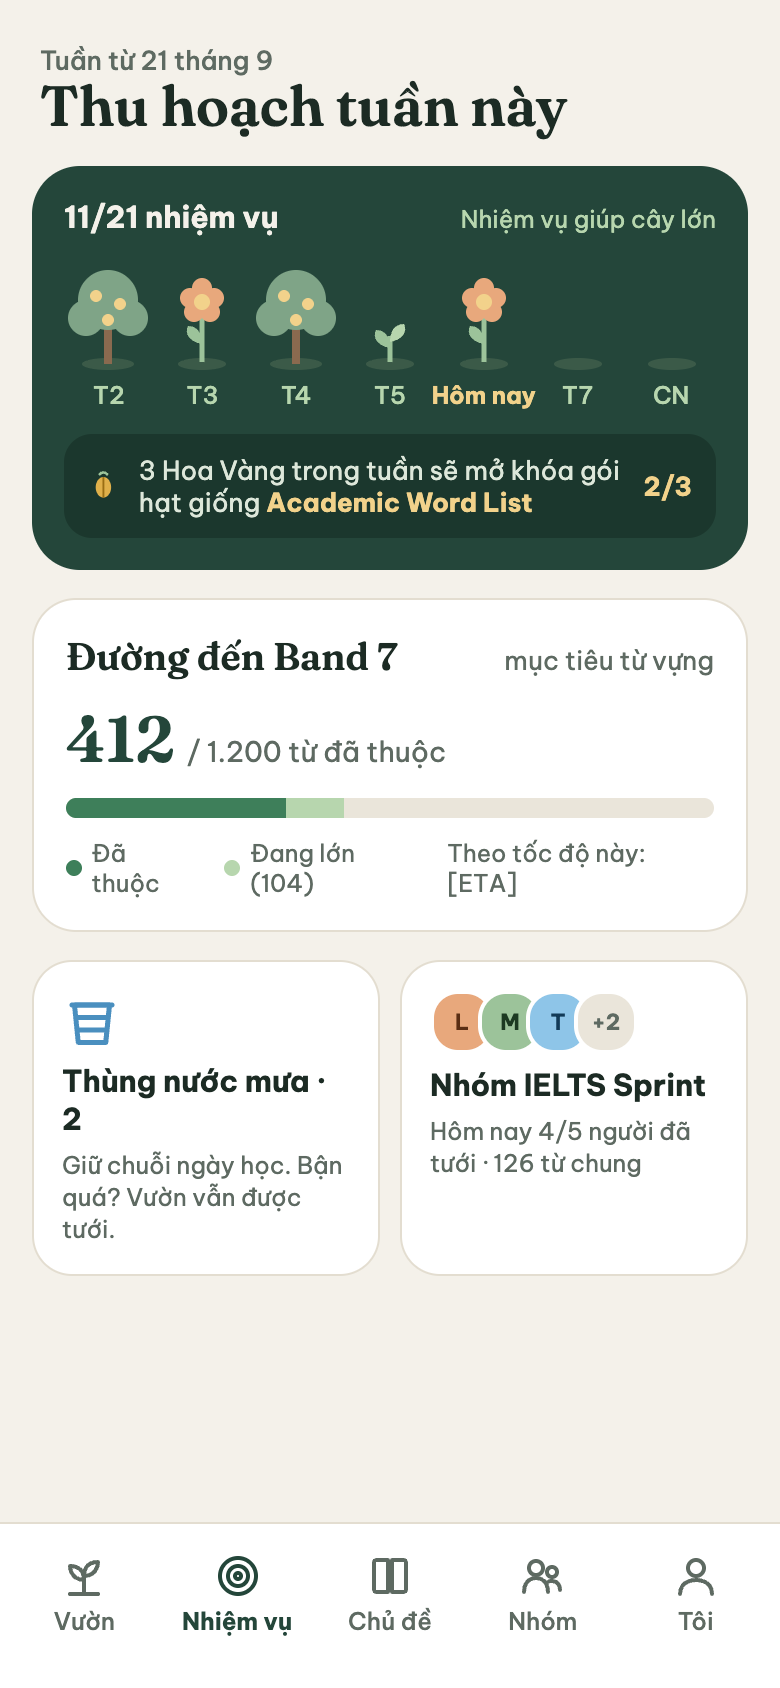 Tuần từ 21 tháng 9
Thu hoạch tuần này
11/21 nhiệm vụ
Nhiệm vụ giúp cây lớn
T2
T3
T4
T5
Hôm nay
T7
CN
3 Hoa Vàng trong tuần sẽ mở khóa gói
hạt giống Academic Word List
2/3
Đường đến Band 7
mục tiêu từ vựng
412 / 1.200 từ đã thuộc
Đã
thuộc
Đang lớn
(104)
Theo tốc độ này:
[ETA]
Thùng nước mưa ·
2
Giữ chuỗi ngày học. Bận
quá? Vườn vẫn được
tưới.
L
M
T
+2
Nhóm IELTS Sprint
Hôm nay 4/5 người đã
tưới · 126 từ chung
Vườn
Nhiệm vụ
Chủ đề
Nhóm
Tôi